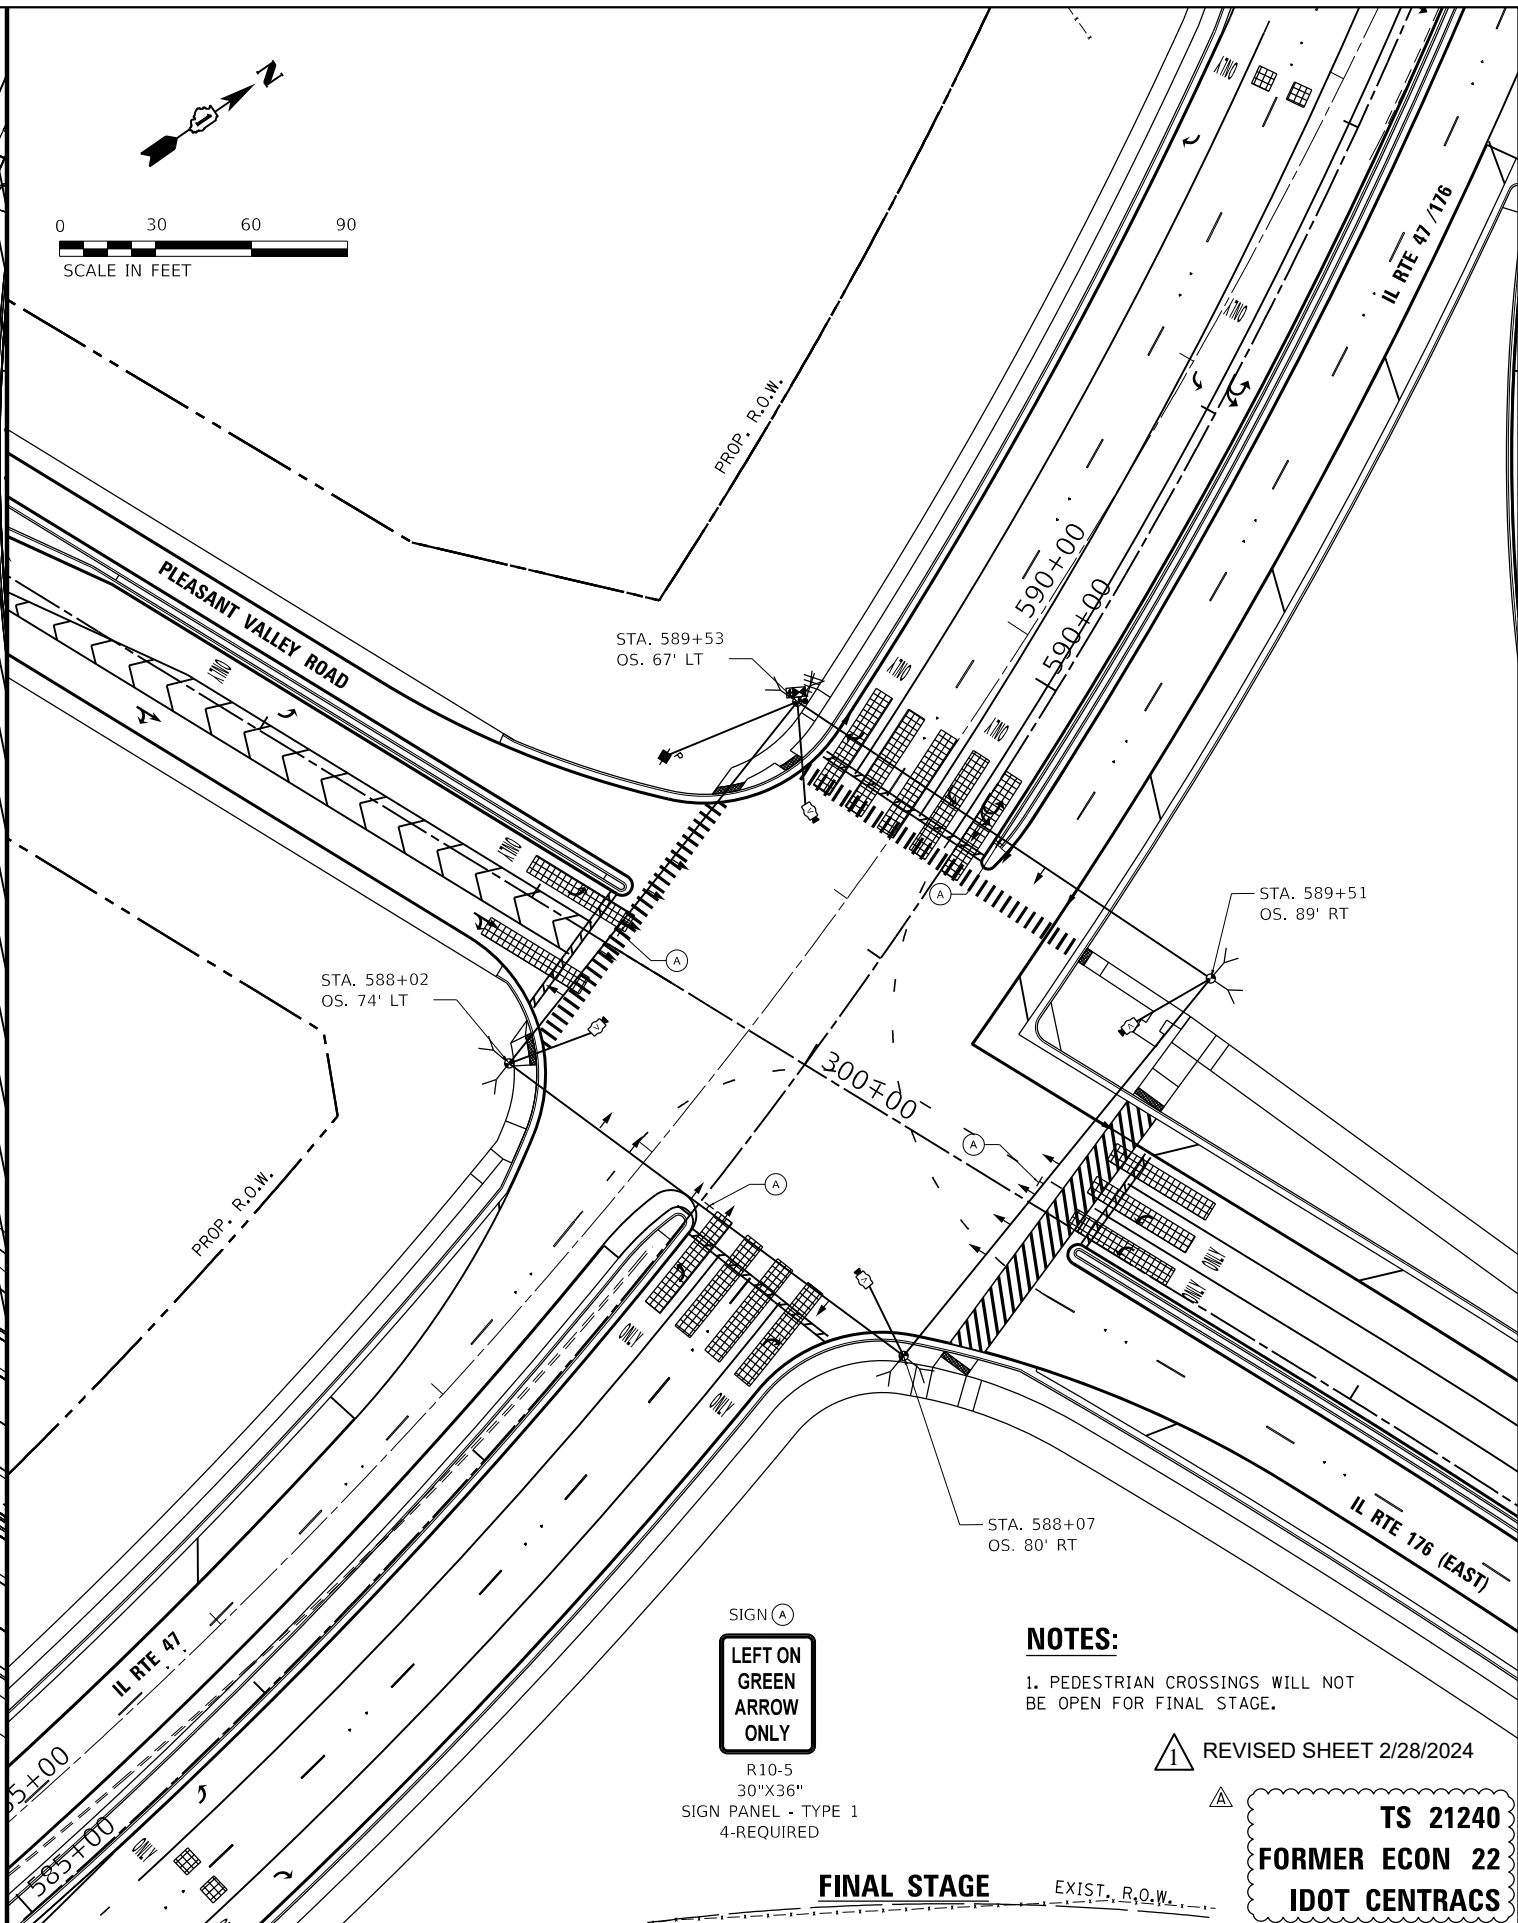 N
1
0 30 60 90
SCALE IN FEET
ONLY
IL RTE 47 /176
ONLY
PROP. R.O.W.
590+00
590+00
PLEASANT VALLEY ROAD
ONLY
STA. 589+53
OS. 67' LT
ONLY
ONLY
P
V
ONLY
A
A
STA. 589+51
OS. 89' RT
STA. 588+02
OS. 74' LT
V
V
300+00
A
A
PROP. R.O.W.
V
ONLY
ONLY
ONLY
ONLY
STA. 588+07
OS. 80' RT
IL RTE 176 (EAST)
IL RTE 47
SIGN A
LEFT ON
GREEN
ARROW
ONLY
R10-5
30"X36"
SIGN PANEL - TYPE 1
4-REQUIRED
NOTES:
1. PEDESTRIAN CROSSINGS WILL NOT
BE OPEN FOR FINAL STAGE.
1 REVISED SHEET 2/28/2024
A
TS 21240
FORMER ECON 22
IDOT CENTRACS
585+00
ONLY
FINAL STAGE
EXIST. R.O.W.